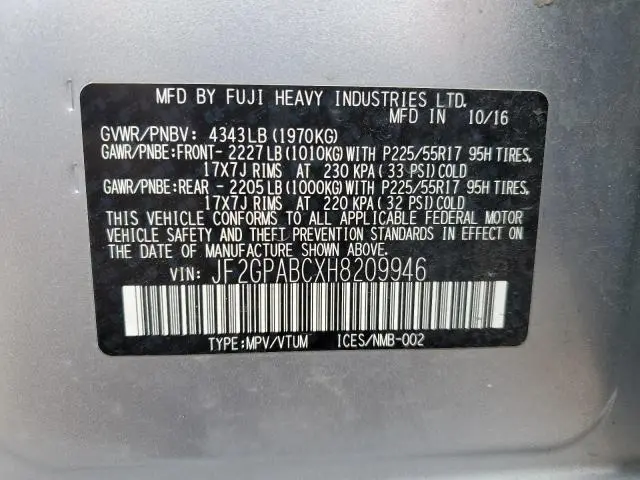 MFD BY FUJI HEAVY INDUSTRIES LTD.
MFD IN 10/16
GVWR/PNBV: 4343LB(1970KG)
GAWR/PNBE:FRONT- 2227LB(1010KG)WITH P225/55R17 95H TIRES,
17X7J RIMS AT 230 KPA(33 PSI)COLD
GAWR/PNBE:REAR - 2205LB(1000KG)WITH P225/55R17 95H TIRES,
17X7J RIMS AT 220 KPA(32 PSI)COLD
THIS VEHICLE CONFORMS TO ALL APPLICABLE FEDERAL MOTOR
VEHICLE SAFETY AND THEFT PREVENTION STANDARDS IN EFFECT ON
THE DATE OF MANUFACTURE SHOWN ABOVE.
VIN: JF2GPABCXH8209946
TYPE:MPV/VTUM ICES/NMB-002